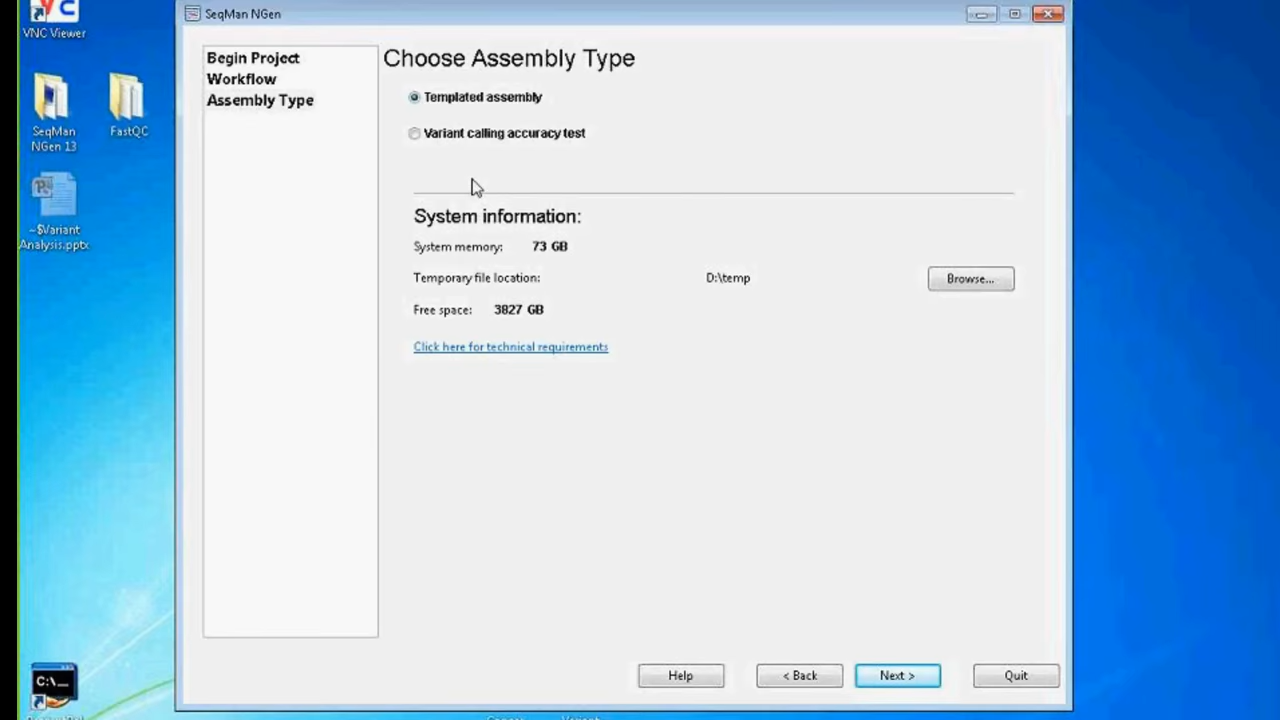 VNC Viewer
SeqMan NGen
Begin Project
Workflow
Assembly Type
Choose Assembly Type
Templated assembly
Variant calling accuracy test
SeqMan
NGen 13
FastQC
~$Variant
Analysis.pptx
System information:
System memory: 73 GB
Temporary file location: D:\temp
Browse...
Free space: 3827 GB
Click here for technical requirements
C:\_
Help
< Back
Next >
Quit